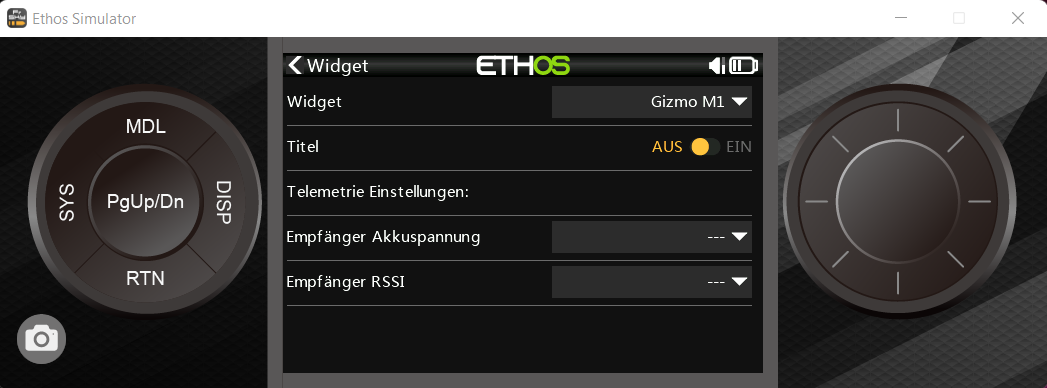 Ethos Simulator
Widget
ETHOS
Widget
Gizmo M1
Titel
AUS
EIN
Telemetrie Einstellungen:
Empfänger Akkuspannung
---
Empfänger RSSI
---
MDL
SYS
PgUp/Dn
DISP
RTN